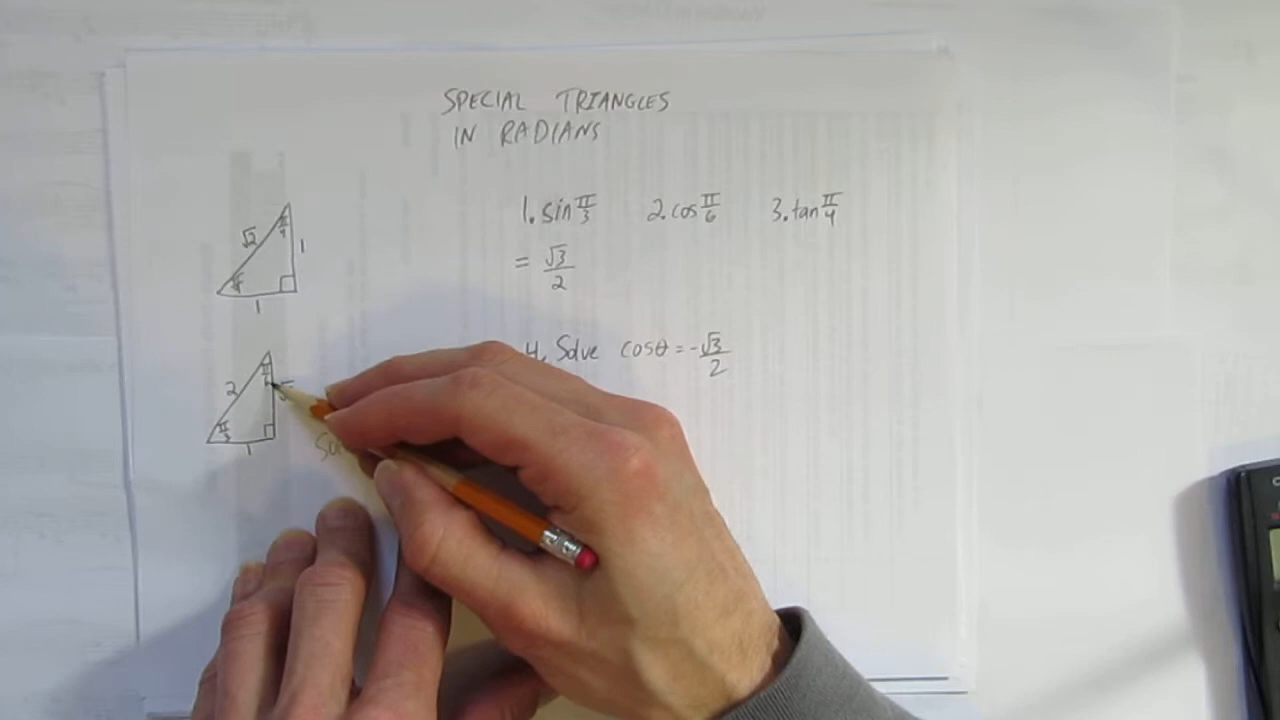 SPECIAL TRIANGLES
IN RADIANS
1. sin π/3 2. cos π/6 3. tan π/4
= √3/2
4. Solve cosθ = -√3/2
√2
π/4
1
π/4
1
2
π/3
1